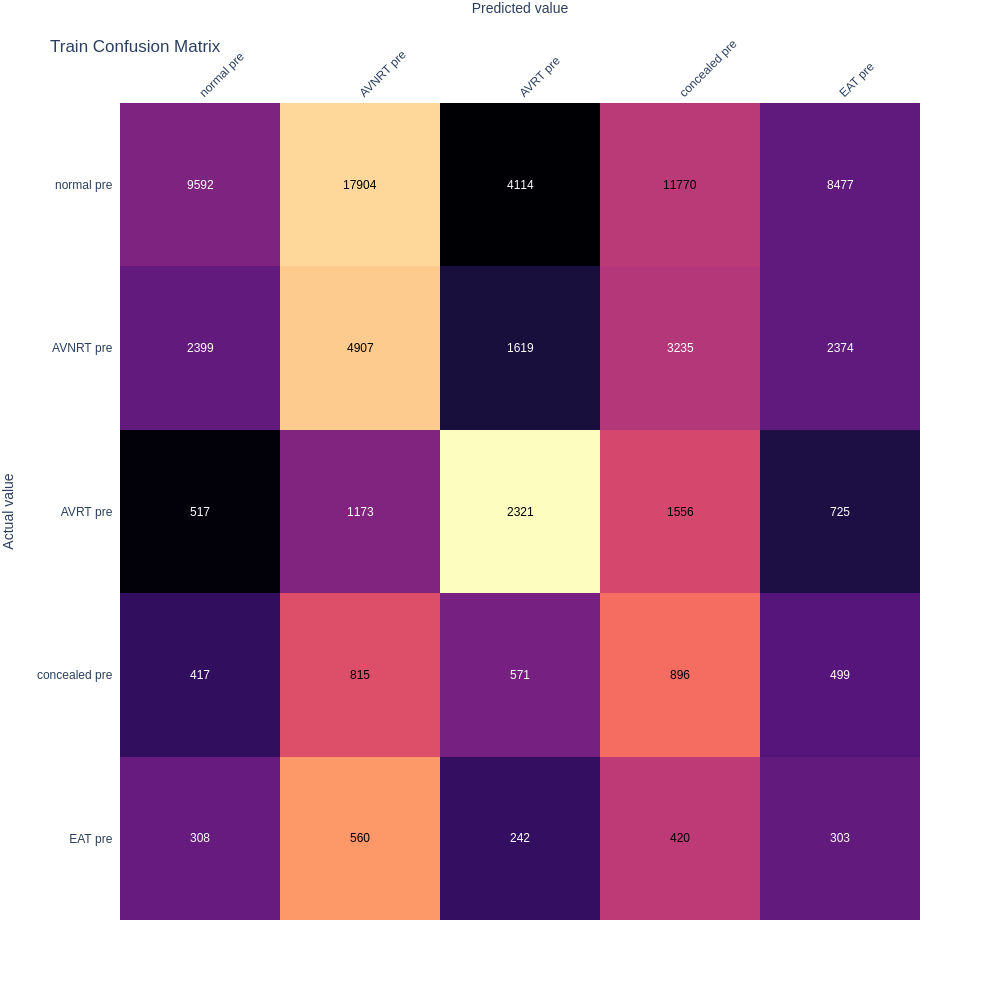 Predicted value
Train Confusion Matrix
normal pre AVNRT pre AVRT pre concealed pre EAT pre
normal pre 9592 17904 4114 11770 8477
AVNRT pre 2399 4907 1619 3235 2374
Actual value
AVRT pre 517 1173 2321 1556 725
concealed pre 417 815 571 896 499
EAT pre 308 560 242 420 303